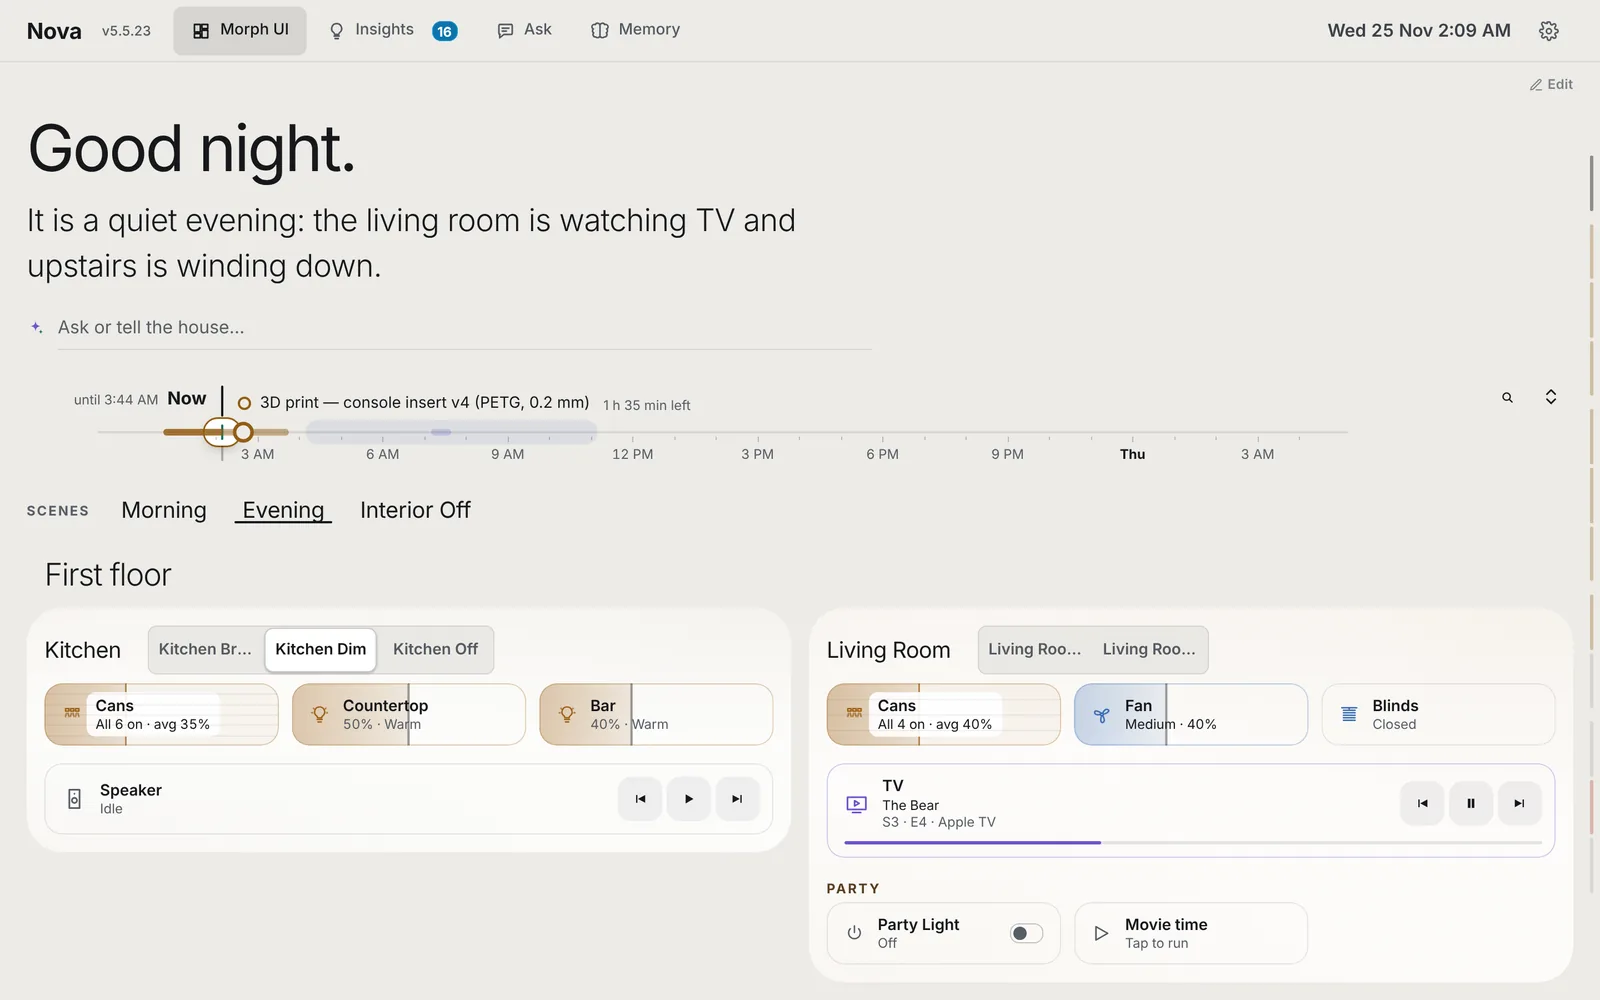 Nova v5.5.23 Morph UI Insights 16 Ask Memory Wed 25 Nov 2:09 AM
Edit
Good night.
It is a quiet evening: the living room is watching TV and
upstairs is winding down.
Ask or tell the house...
until 3:44 AM Now 3D print — console insert v4 (PETG, 0.2 mm) 1 h 35 min left
3 AM 6 AM 9 AM 12 PM 3 PM 6 PM 9 PM Thu 3 AM
SCENES Morning Evening Interior Off
First floor
Kitchen Kitchen Br... Kitchen Dim Kitchen Off
Cans
All 6 on · avg 35%
Countertop
50% · Warm
Bar
40% · Warm
Speaker
Idle
Living Room Living Roo... Living Roo...
Cans
All 4 on · avg 40%
Fan
Medium · 40%
Blinds
Closed
TV
The Bear
S3 · E4 · Apple TV
PARTY
Party Light
Off
Movie time
Tap to run